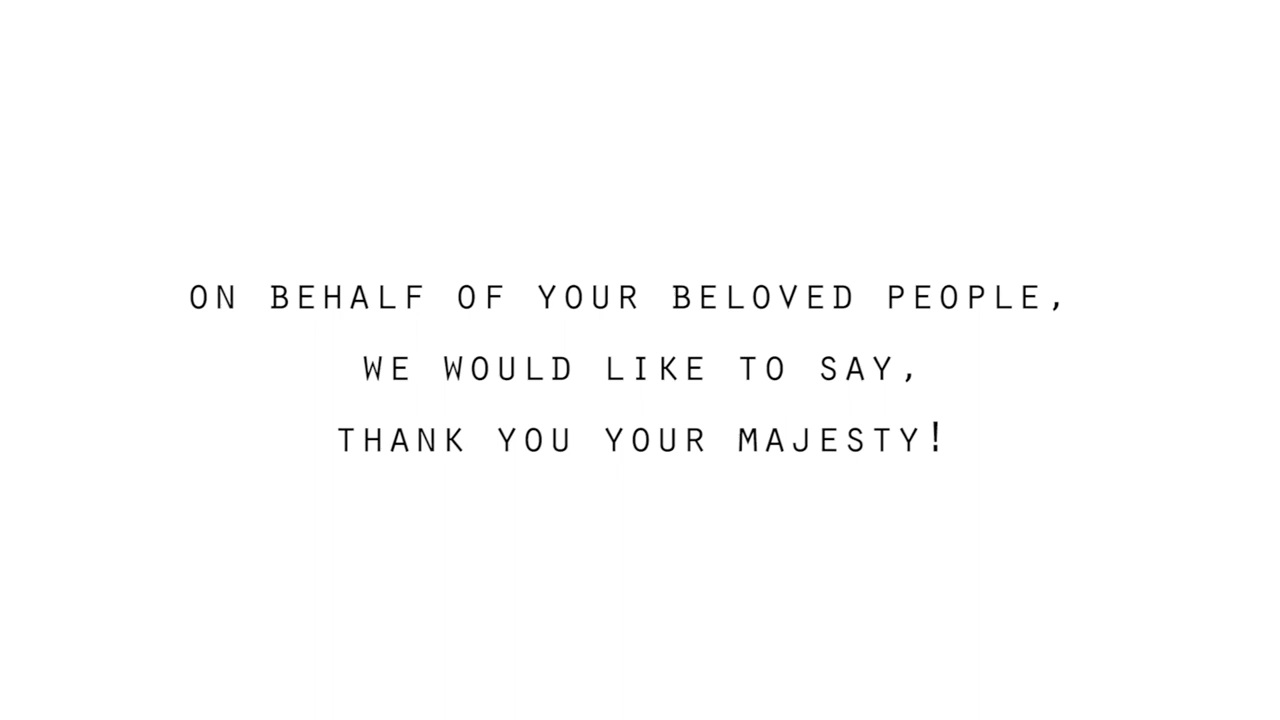 ON BEHALF OF YOUR BELOVED PEOPLE,
WE WOULD LIKE TO SAY,
THANK YOU YOUR MAJESTY!